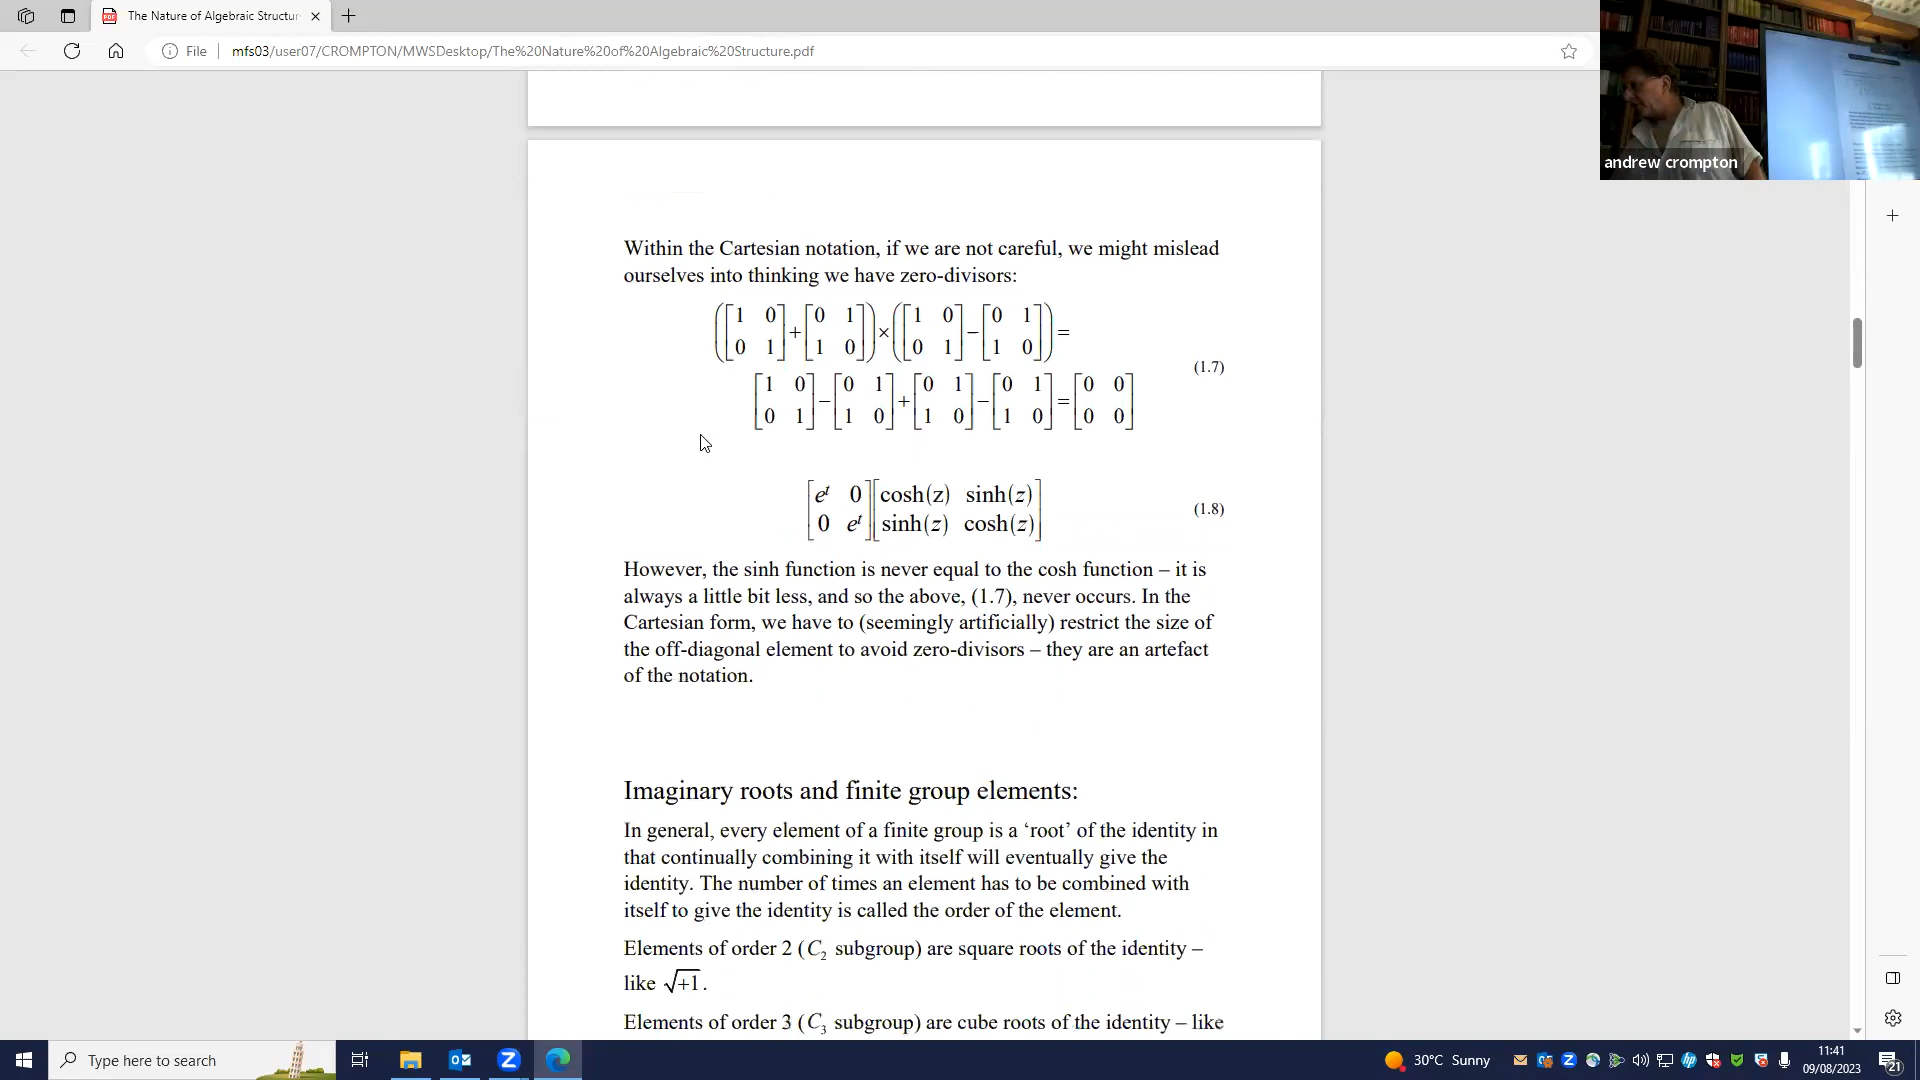 The Nature of Algebraic Structur
File mfs03/user07/CROMPTON/MWSDesktop/The%20Nature%20of%20Algebraic%20Structure.pdf
andrew crompton
Within the Cartesian notation, if we are not careful, we might mislead
ourselves into thinking we have zero-divisors:
([1 0; 0 1] + [0 1; 1 0]) × ([1 0; 0 1] − [0 1; 1 0]) =
[1 0; 0 1] − [0 1; 1 0] + [0 1; 1 0] − [0 1; 1 0] = [0 0; 0 0]
(1.7)
[e^t 0; 0 e^t] [cosh(z) sinh(z); sinh(z) cosh(z)]
(1.8)
However, the sinh function is never equal to the cosh function – it is
always a little bit less, and so the above, (1.7), never occurs. In the
Cartesian form, we have to (seemingly artificially) restrict the size of
the off-diagonal element to avoid zero-divisors – they are an artefact
of the notation.
Imaginary roots and finite group elements:
In general, every element of a finite group is a ‘root’ of the identity in
that continually combining it with itself will eventually give the
identity. The number of times an element has to be combined with
itself to give the identity is called the order of the element.
Elements of order 2 (C₂ subgroup) are square roots of the identity –
like √+1.
Elements of order 3 (C₃ subgroup) are cube roots of the identity – like
Type here to search
30°C Sunny
11:41
09/08/2023
21